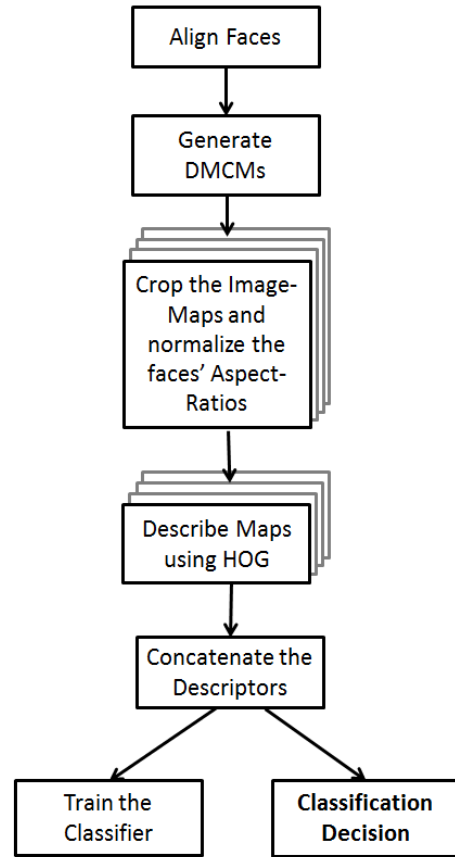 Align Faces
Generate
DMCMs
Crop the Image-
Maps and
normalize the
faces’ Aspect-
Ratios
Describe Maps
using HOG
Concatenate the
Descriptors
Train the
Classifier
Classification
Decision